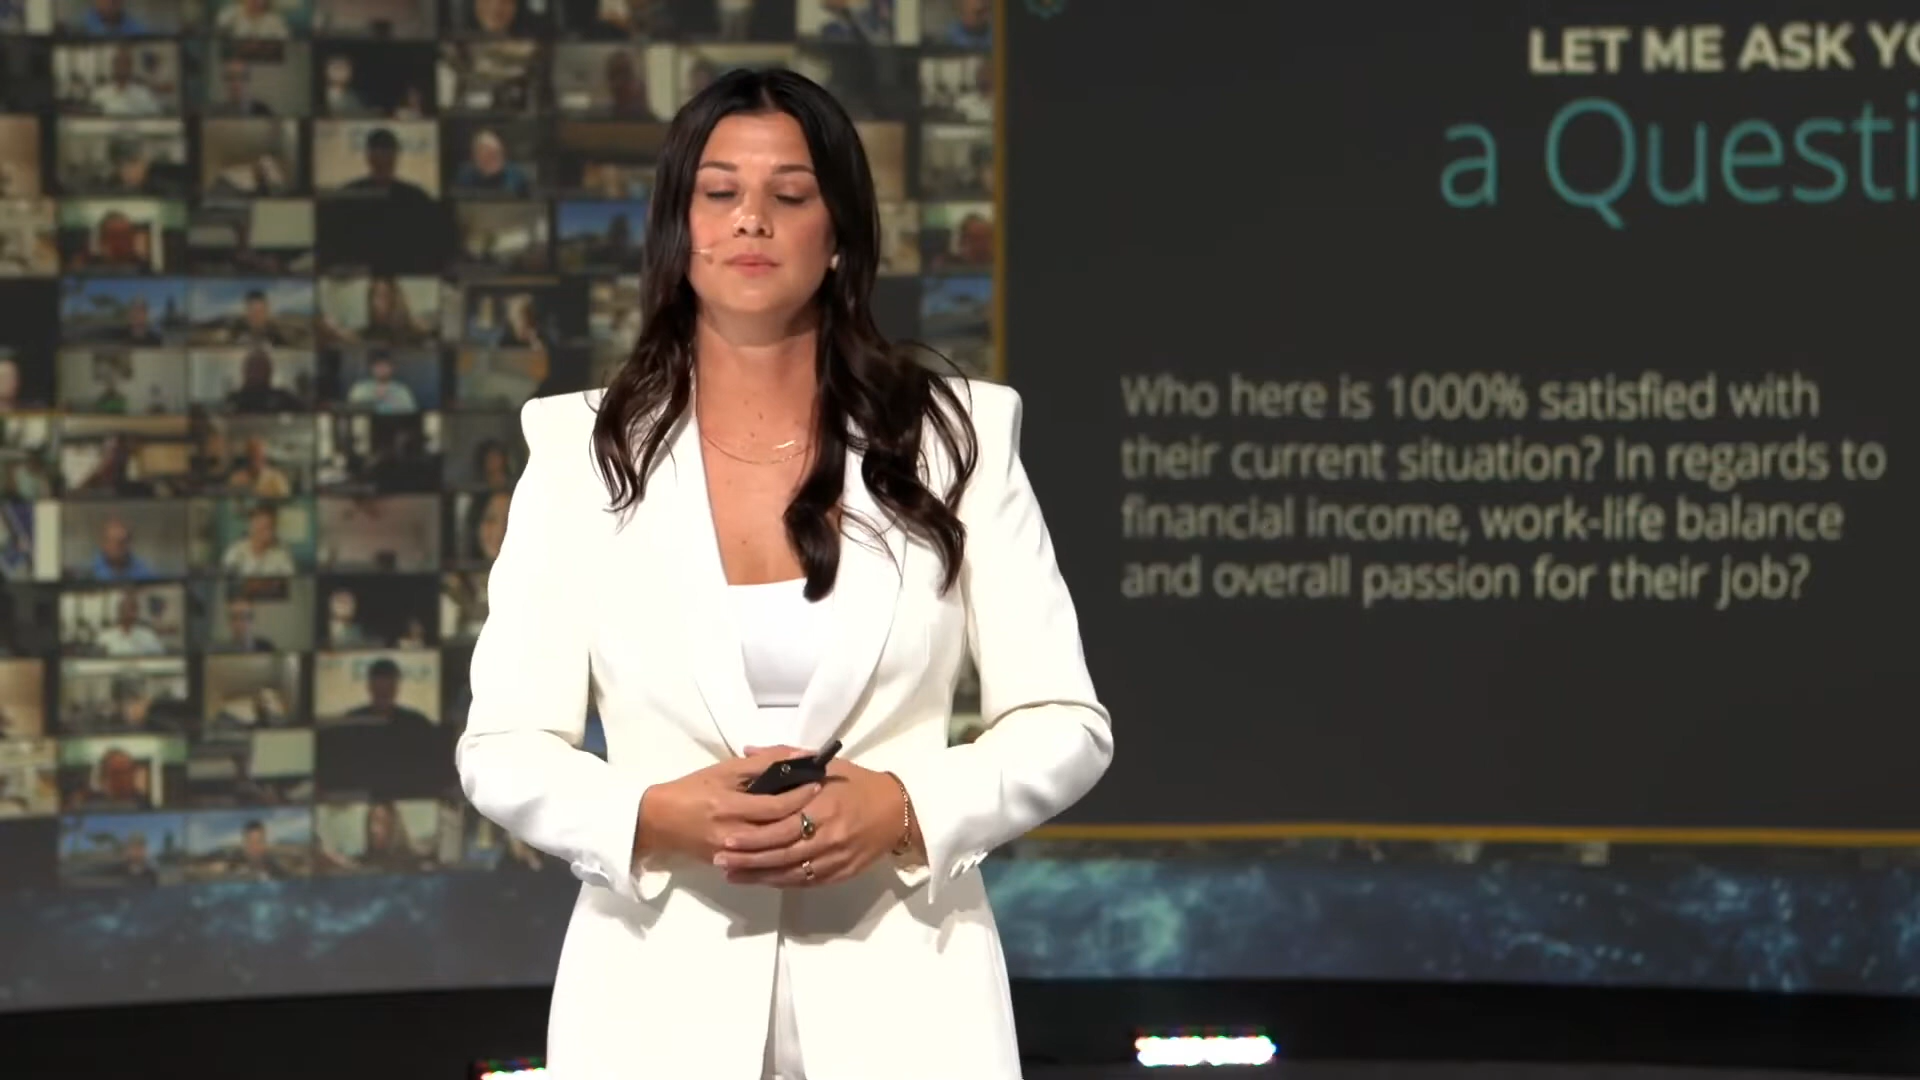 LET ME ASK
a Questi
Who here is 1000% satisfied with
their current situation? In regards to
financial income, work-life balance
and overall passion for their job?